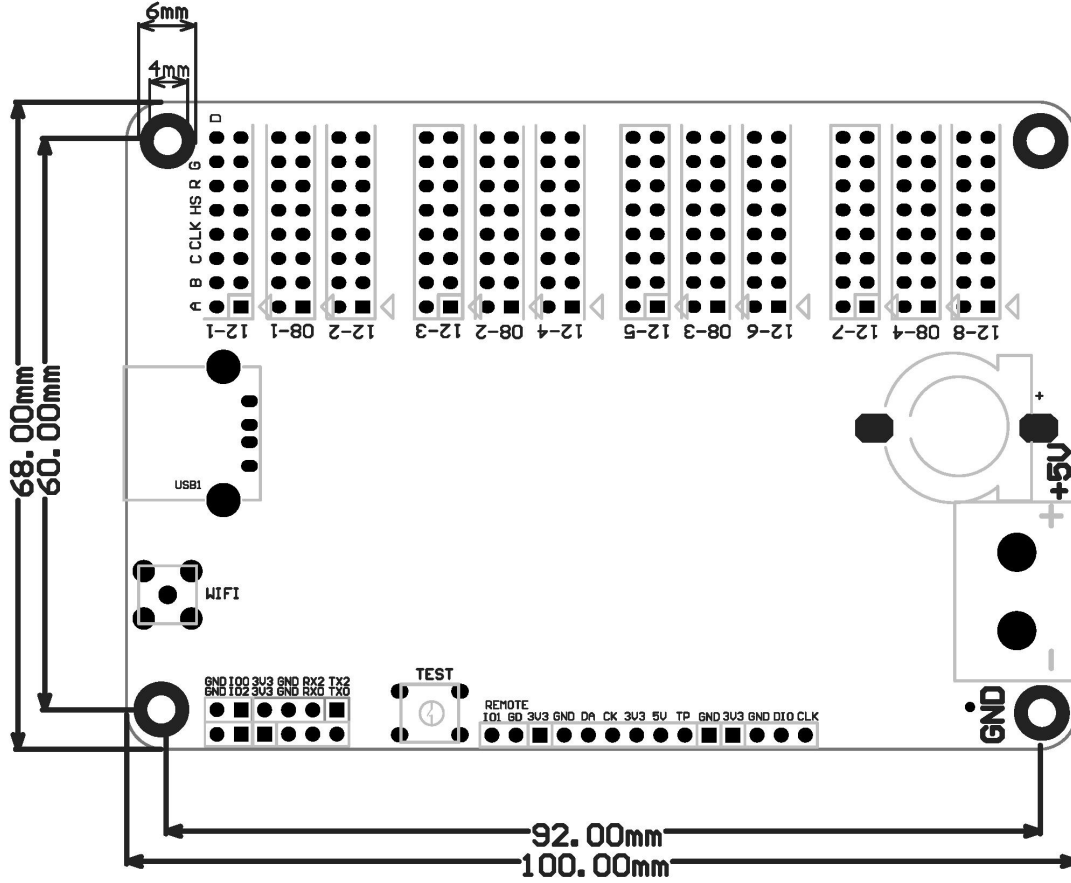 6mm
4mm
D
G
R
HS
CLK
C
B
A
12-1
08-1
12-2
12-3
08-2
12-4
12-5
08-3
12-6
12-7
08-4
12-8
68.00mm
60.00mm
USB1
+
+5V
+
-
WIFI
GND IO0 3V3 GND RX2 TX2
GND IO2 3V3 GND RX0 TX0
TEST
REMOTE
IO1 GD 3V3 GND DA CK 3V3 5V TP GND 3V3 GND DIO CLK
GND
92.00mm
100.00mm